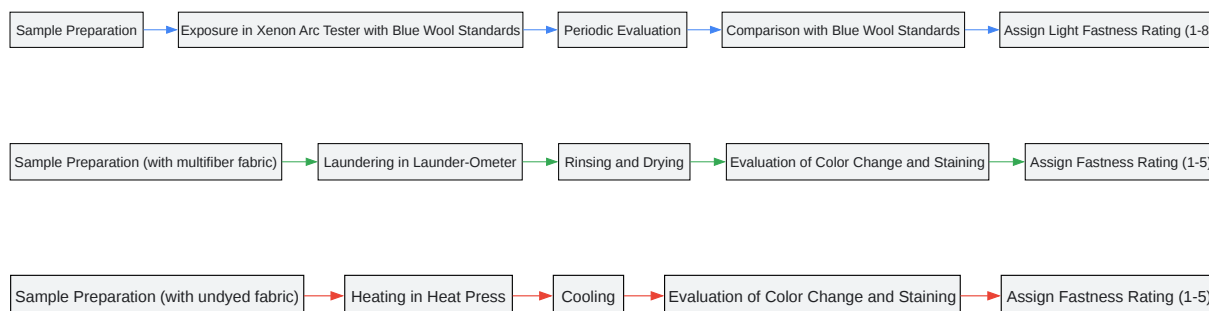 Sample Preparation
Exposure in Xenon Arc Tester with Blue Wool Standards
Periodic Evaluation
Comparison with Blue Wool Standards
Assign Light Fastness Rating (1-8
Sample Preparation (with multifiber fabric)
Laundering in Launder-Ometer
Rinsing and Drying
Evaluation of Color Change and Staining
Assign Fastness Rating (1-5)
Sample Preparation (with undyed fabric)
Heating in Heat Press
Cooling
Evaluation of Color Change and Staining
Assign Fastness Rating (1-5)